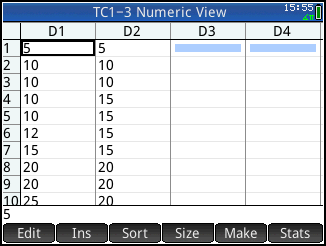 TC1-3 Numeric View 15:55
D1 D2 D3 D4
1 5 5
2 10 10
3 10 10
4 10 15
5 10 15
6 12 15
7 15 15
8 20 20
9 20 20
10 25 20
5
Edit Ins Sort Size Make Stats